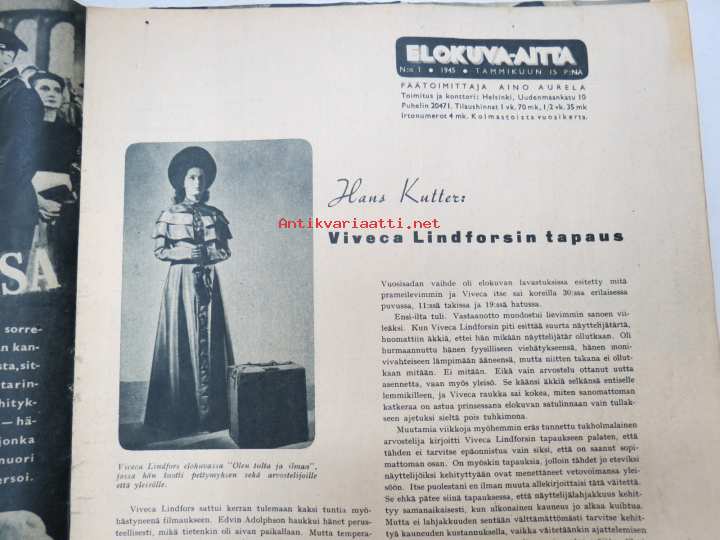 SA
sorre-
n kan-
sta, sit-
tarin-
hityk-
— hä-
jonka
nuori
ersoi.
ELOKUVA-AITTA
N:o 1 • 1945 • TAMMIKUUN 15 P:NÄ
PÄÄTOIMITTAJA AINO AURELA
Toimitus ja konttori: Helsinki, Uudenmaankatu 10
Puhelin 20471. Tilaushinnat 1 vk. 70 mk, 1/2 vk. 35 mk
Irtonumerot 4 mk. Kolmastoista vuosikerta.
Hans Kutter:
Antikvariaatti.net
Viveca Lindforsin tapaus
Viveca Lindfors elokuvassa "Olen tulta ja ilmaa",
jossa hän tuotti pettymyksen sekä arvostelijoille
että yleisölle.
Viveca Lindfors sattui kerran tulemaan kaksi tuntia myö-
hästyneenä filmaukseen. Edvin Adolphson haukkui hänet perus-
teellisesti, mikä tietenkin oli aivan paikallaan. Mutta tempera-
Vuosisadan vaihde oli elokuvan lavastuksissa esitetty mitä
prameilevimmin ja Viveca itse sai koreilla 30:ssa erilaisessa
puvussa, 11:ssä takissa ja 19:ssä hatussa.
Ensi-ilta tuli. Vastaanotto muodostui lievimmin sanoen vii-
leäksi. Kun Viveca Lindforsin piti esittää suurta näyttelijätärtä,
huomattiin äkkiä, ettei hän mikään näyttelijätär ollutkaan. Oli
hurmaannuttu hänen fyysilliseen viehätykseensä, hänen moni-
vivahteiseen lämpimään ääneensä, mutta niitten takana ei ollut-
kaan mitään. Ei mitään. Eikä vain arvostelu ottanut uutta
asennetta, vaan myös yleisö. Se käänsi äkkiä selkänsä entiselle
lemmikilleen, ja Viveca raukka sai kokea, miten sanomattoman
katkeraa on astua prinsessana elokuvan satulinnaan vain tullak-
seen ajetuksi sieltä pois tuhkimona.
Muutamia viikkoja myöhemmin eräs tunnettu tukholmalainen
arvostelija kirjoitti Viveca Lindforsin tapaukseen palaten, että
tähden ei tarvitse epäonnistua vain siksi, että on saanut sopi-
mattoman osan. On myöskin tapauksia, jolloin tähdet jo eteviksi
näyttelijöiksi kehityttyään ovat menettäneet vetovoimansa ylei-
söön. Itse puolestani en ilman muuta allekirjoittaisi tätä väitettä.
Se ehkä pätee siinä tapauksessa, että näyttelijälahjakkuus kehit-
tyy samanaikaisesti, kun ulkonainen kauneus jo alkaa kuihtua.
Mutta ei lahjakkuuden sentään välttämättömästi tarvitse kehit-
tyä kauneuden kustannuksella, vaikka väitetäänkin ajattelemisen